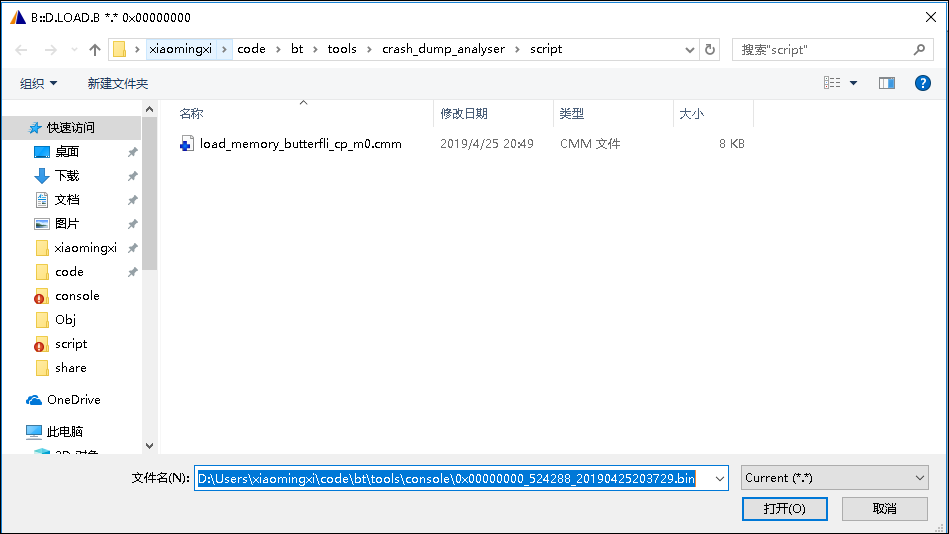 B::D.LOAD.B *.* 0x00000000
xiaomingxi > code > bt > tools > crash_dump_analyser > script
搜索"script"
组织 新建文件夹
名称 修改日期 类型 大小
load_memory_butterfli_cp_m0.cmm 2019/4/25 20:49 CMM 文件 8 KB
快速访问
桌面
下载
文档
图片
xiaomingxi
code
console
Obj
script
share
OneDrive
此电脑
3D 对象
文件名(N): D:\Users\xiaomingxi\code\bt\tools\console\0x00000000_524288_20190425203729.bin Current (*.*)
打开(O) 取消